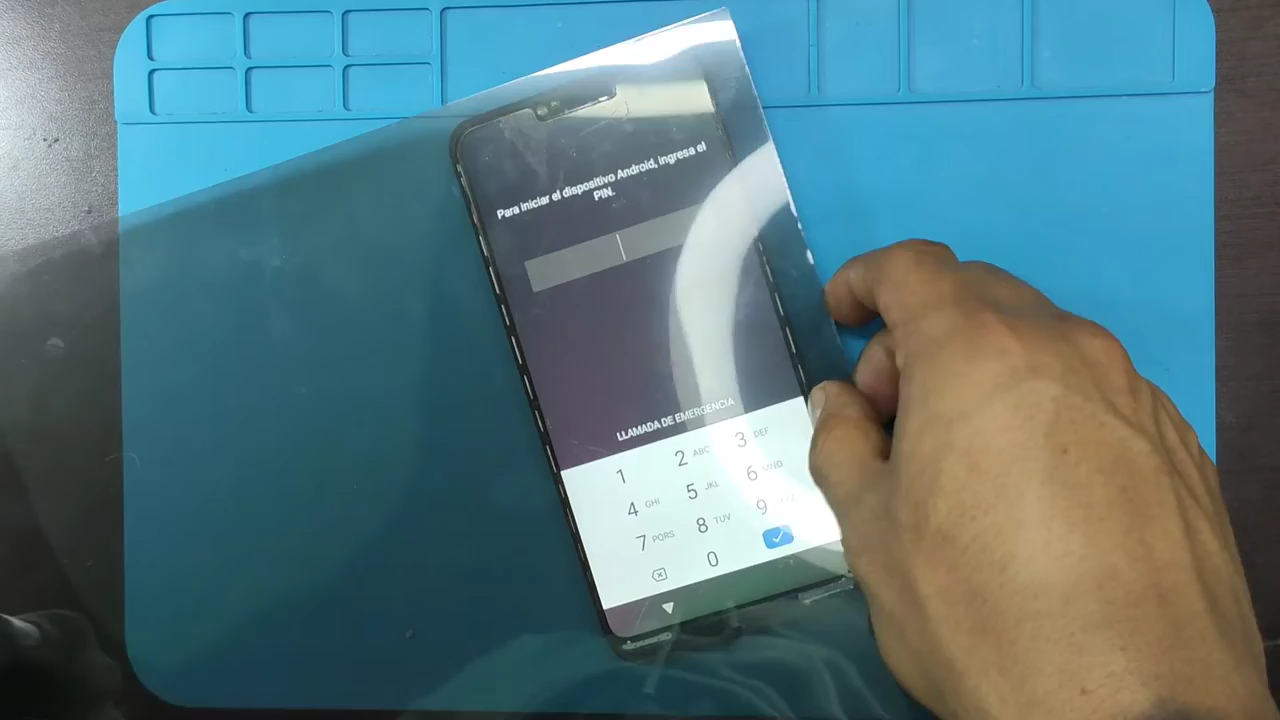 Para iniciar el dispositivo Android, ingresa el
PIN.
LLAMADA DE EMERGENCIA
1 2 ABC 3 DEF
4 GHI 5 JKL 6 MNO
7 PQRS 8 TUV 9
0